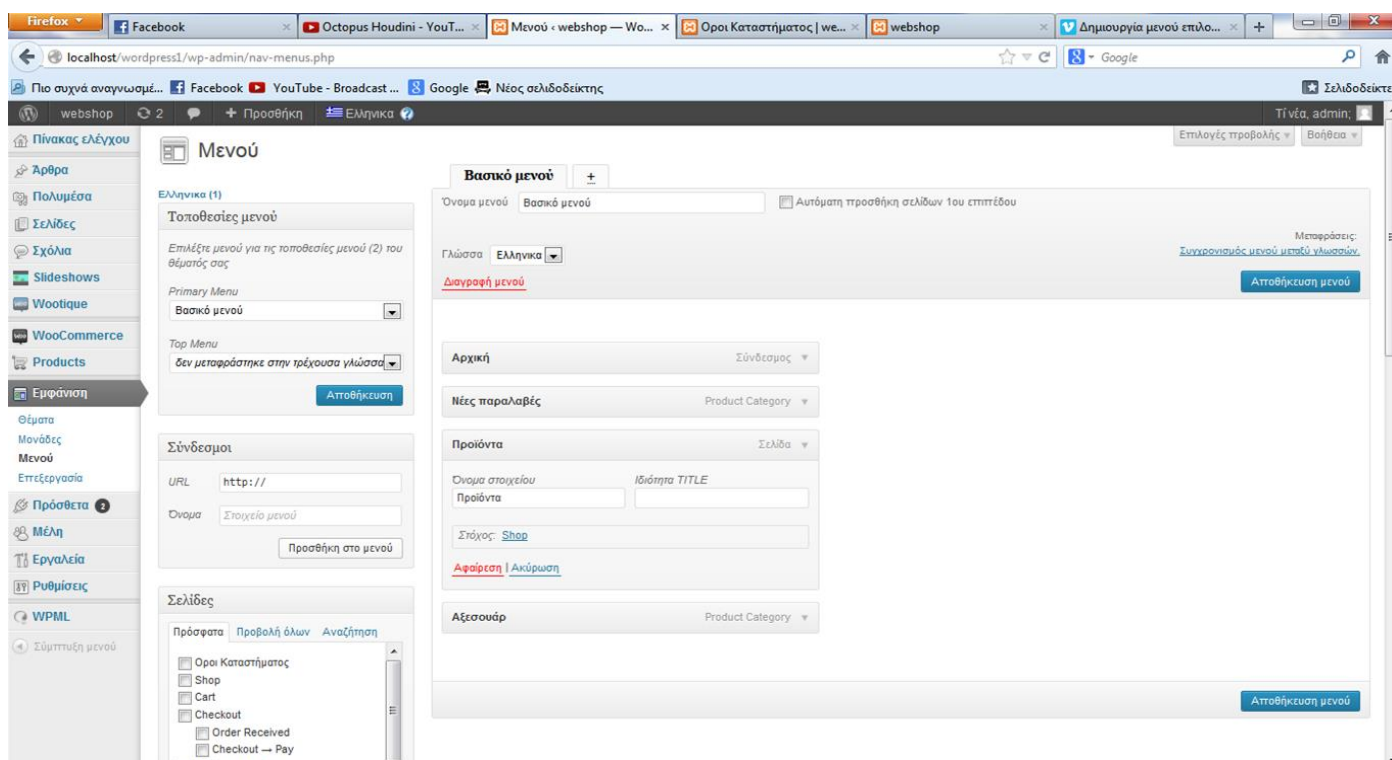 Firefox
Facebook
Octopus Houdini - YouT...
Μενού ‹ webshop — Wo...
Οροι Καταστήματος | we...
webshop
Δημιουργία μενού επιλο...
localhost/wordpress1/wp-admin/nav-menus.php
Google
Πιο συχνά αναγνωσμέ... Facebook YouTube - Broadcast ... Google Νέος σελιδοδείκτης
Σελιδοδείκτε
webshop 2 + Προσθήκη Ελληνικα
Τί νέα, admin;
Επιλογές προβολής Βοήθεια
Πίνακας ελέγχου
Άρθρα
Πολυμέσα
Σελίδες
Σχόλια
Slideshows
Wootique
WooCommerce
Products
Εμφάνιση
Θέματα
Μονάδες
Μενού
Επεξεργασία
Πρόσθετα 2
Μέλη
Εργαλεία
Ρυθμίσεις
WPML
Σύμπτυξη μενού
Μενού
Ελληνικα (1)
Τοποθεσίες μενού
Επιλέξτε μενού για τις τοποθεσίες μενού (2) του
θέματός σας
Primary Menu
Βασικό μενού
Top Menu
δεν μεταφράστηκε στην τρέχουσα γλώσσα
Αποθήκευση
Σύνδεσμοι
URL http://
Όνομα Στοιχείο μενού
Προσθήκη στο μενού
Σελίδες
Πρόσφατα Προβολή όλων Αναζήτηση
Οροι Καταστήματος
Shop
Cart
Checkout
Order Received
Checkout → Pay
Βασικό μενού +
Όνομα μενού Βασικό μενού Αυτόματη προσθήκη σελίδων 1ου επιπέδου
Μεταφράσεις:
Συγχρονισμός μενού μεταξύ γλωσσών.
Γλώσσα Ελληνικα
Διαγραφή μενού
Αποθήκευση μενού
Αρχική Σύνδεσμος
Νέες παραλαβές Product Category
Προϊόντα Σελίδα
Όνομα στοιχείου Ιδιότητα TITLE
Προϊόντα
Στόχος: Shop
Αφαίρεση | Ακύρωση
Αξεσουάρ Product Category
Αποθήκευση μενού